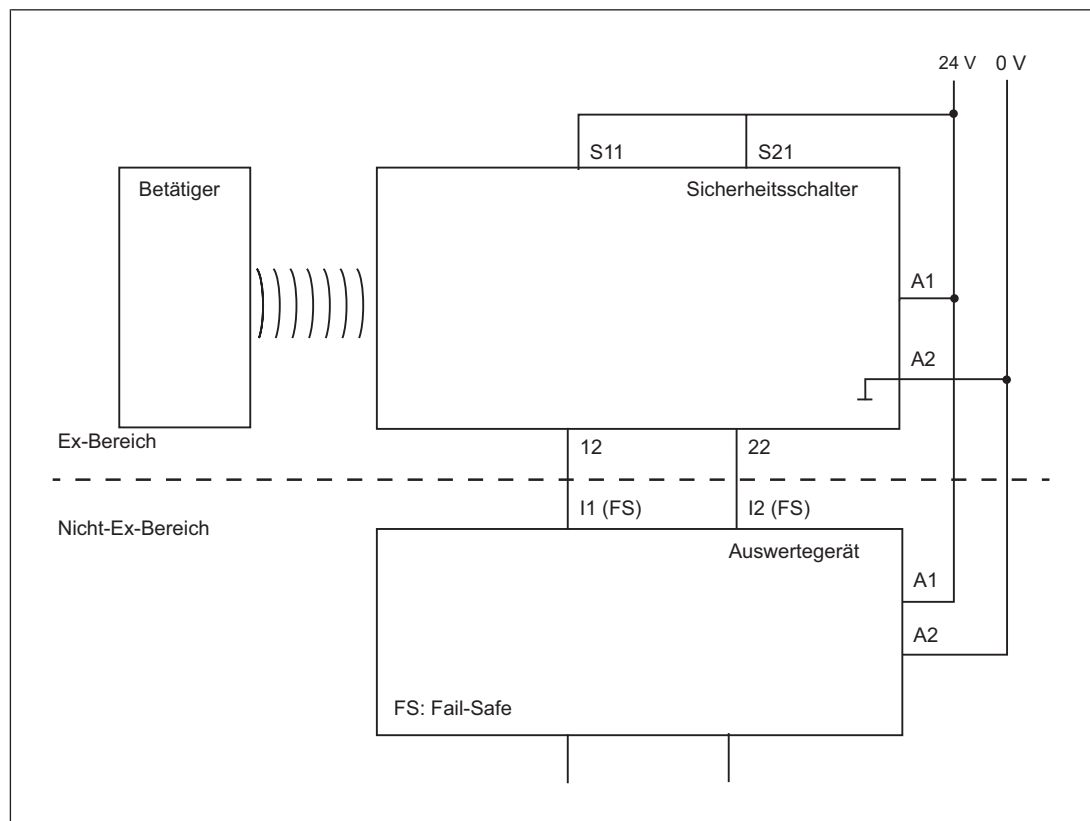 24 V
0 V
S11
S21
Betätiger
Sicherheitsschalter
A1
A2
Ex-Bereich
12
22
I1 (FS)
I2 (FS)
Nicht-Ex-Bereich
Auswertegerät
A1
A2
FS: Fail-Safe